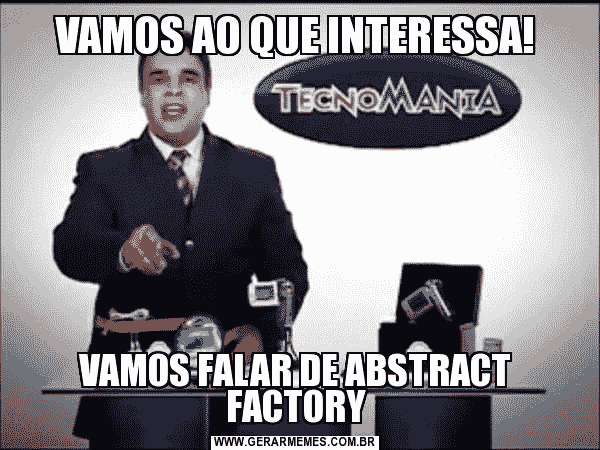 VAMOS AO QUE INTERESSA!
TECNOMANIA
VAMOS FALAR DE ABSTRACT
FACTORY
WWW.GERARMEMES.COM.BR